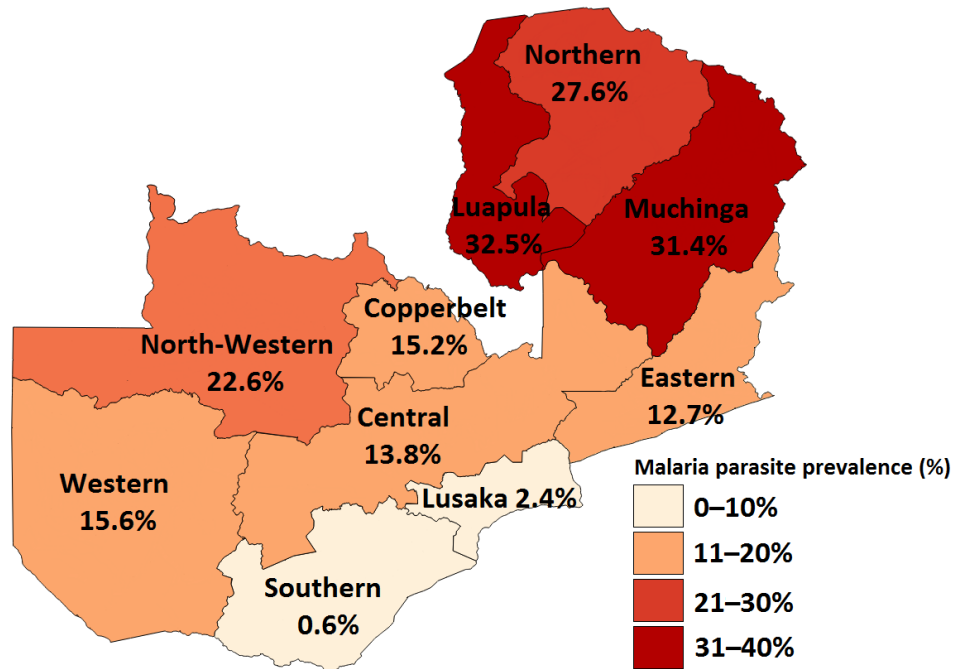 Northern
27.6%
Luapula
32.5%
Muchinga
31.4%
Copperbelt
15.2%
North-Western
22.6%
Eastern
12.7%
Central
13.8%
Western
15.6%
Lusaka 2.4%
Southern
0.6%
Malaria parasite prevalence (%)
0–10%
11–20%
21–30%
31–40%